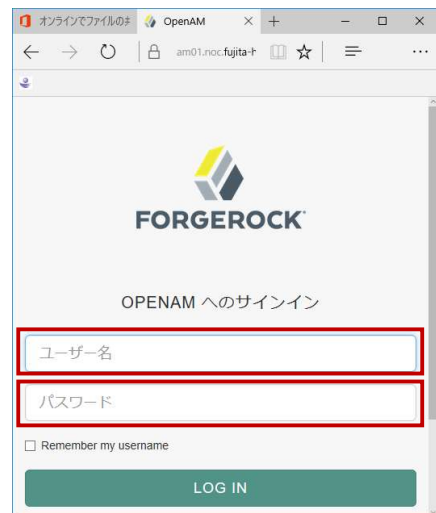 オンラインでファイルの
OpenAM
am01.noc.fujita-h
FORGEROCK
OPENAM へのサインイン
ユーザー名
パスワード
Remember my username
LOG IN